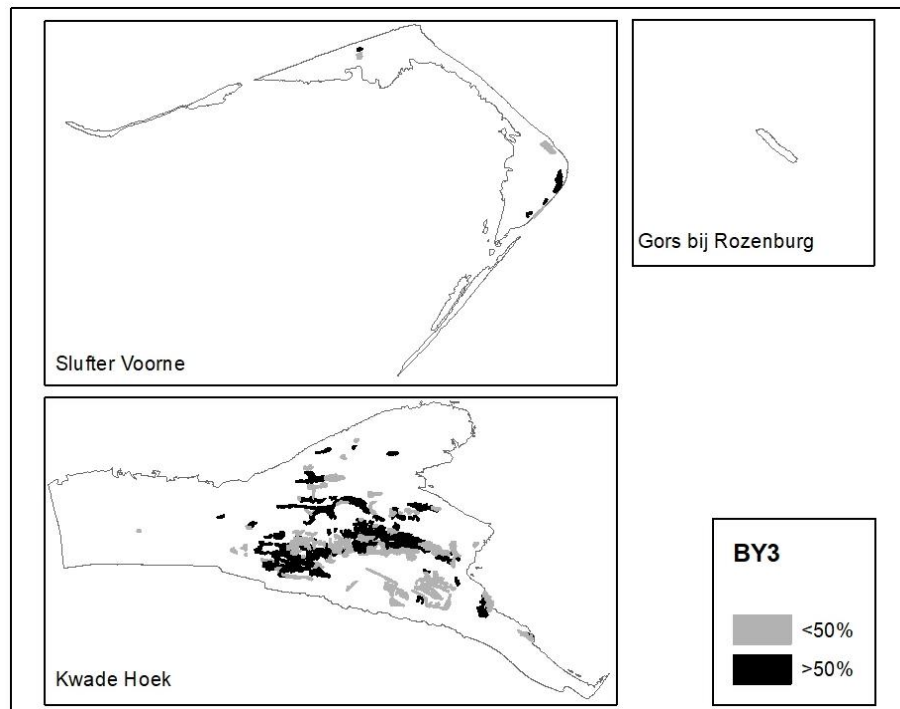 Slufter Voorne
Gors bij Rozenburg
Kwade Hoek
BY3
<50%
>50%